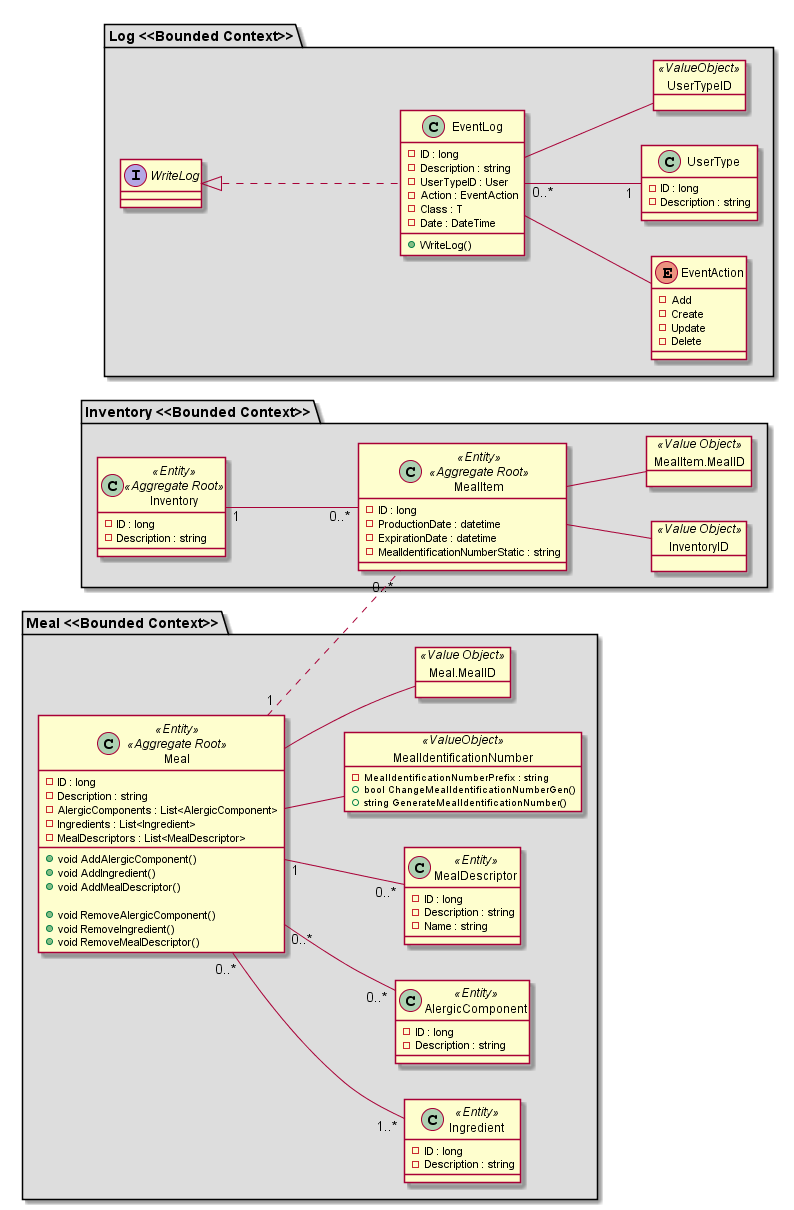 Log <<Bounded Context>>
«ValueObject»
UserTypeID
C EventLog
ID : long
Description : string
UserTypeID : User
Action : EventAction
Class : T
Date : DateTime
WriteLog()
I WriteLog
C UserType
ID : long
Description : string
0..*
1
E EventAction
Add
Create
Update
Delete
Inventory <<Bounded Context>>
«Entity»
«Aggregate Root»
C
Inventory
ID : long
Description : string
1
0..*
«Entity»
«Aggregate Root»
C
MealItem
ID : long
ProductionDate : datetime
ExpirationDate : datetime
MealIdentificationNumberStatic : string
«Value Object»
MealItem.MealID
«Value Object»
InventoryID
0..*
1
Meal <<Bounded Context>>
«Value Object»
Meal.MealID
«Entity»
«Aggregate Root»
C
Meal
ID : long
Description : string
AlergicComponents : List<AlergicComponent>
Ingredients : List<Ingredient>
MealDescriptors : List<MealDescriptor>
void AddAlergicComponent()
void AddIngredient()
void AddMealDescriptor()
void RemoveAlergicComponent()
void RemoveIngredient()
void RemoveMealDescriptor()
«ValueObject»
MealIdentificationNumber
MealIdentificationNumberPrefix : string
bool ChangeMealIdentificationNumberGen()
string GenerateMealIdentificationNumber()
1
0..*
«Entity»
C
MealDescriptor
ID : long
Description : string
Name : string
0..*
0..*
«Entity»
C
AlergicComponent
ID : long
Description : string
0..*
1..*
«Entity»
C
Ingredient
ID : long
Description : string